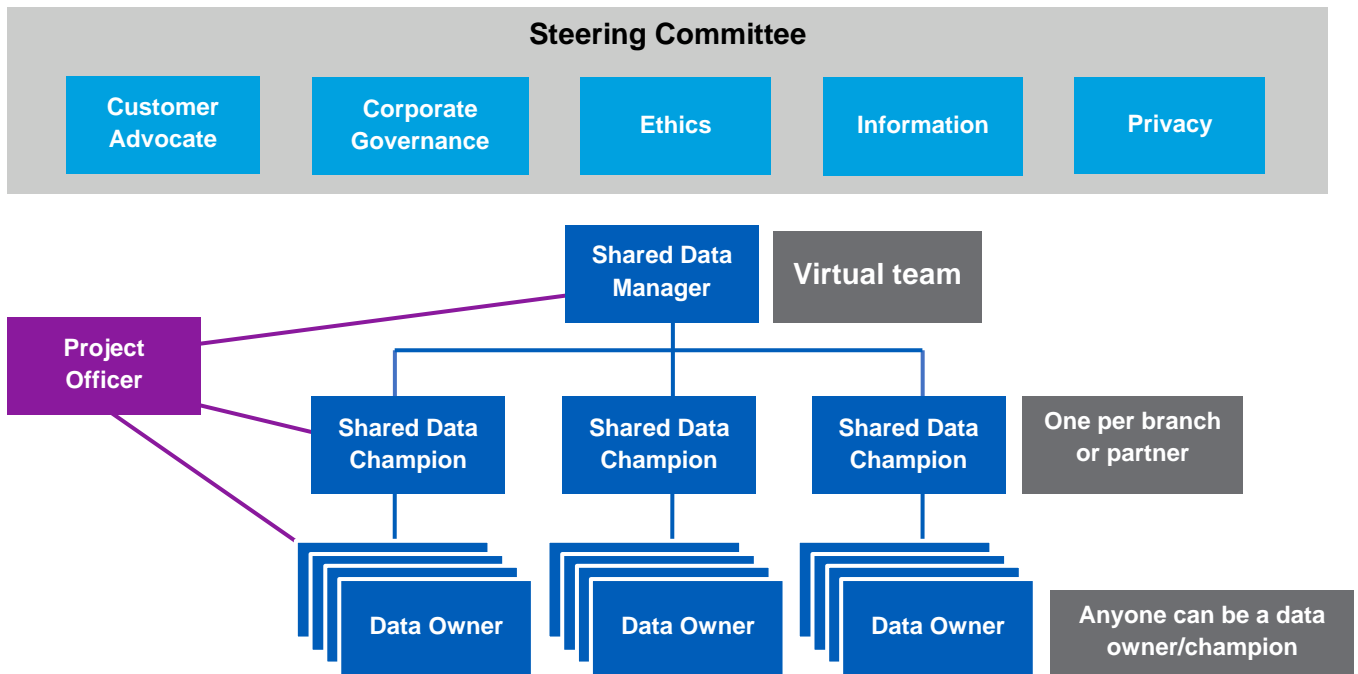 Steering Committee
Customer
Advocate
Corporate
Governance
Ethics
Information
Privacy
Shared Data
Manager
Virtual team
Project
Officer
Shared Data
Champion
Shared Data
Champion
Shared Data
Champion
One per branch
or partner
Data Owner
Data Owner
Data Owner
Anyone can be a data
owner/champion